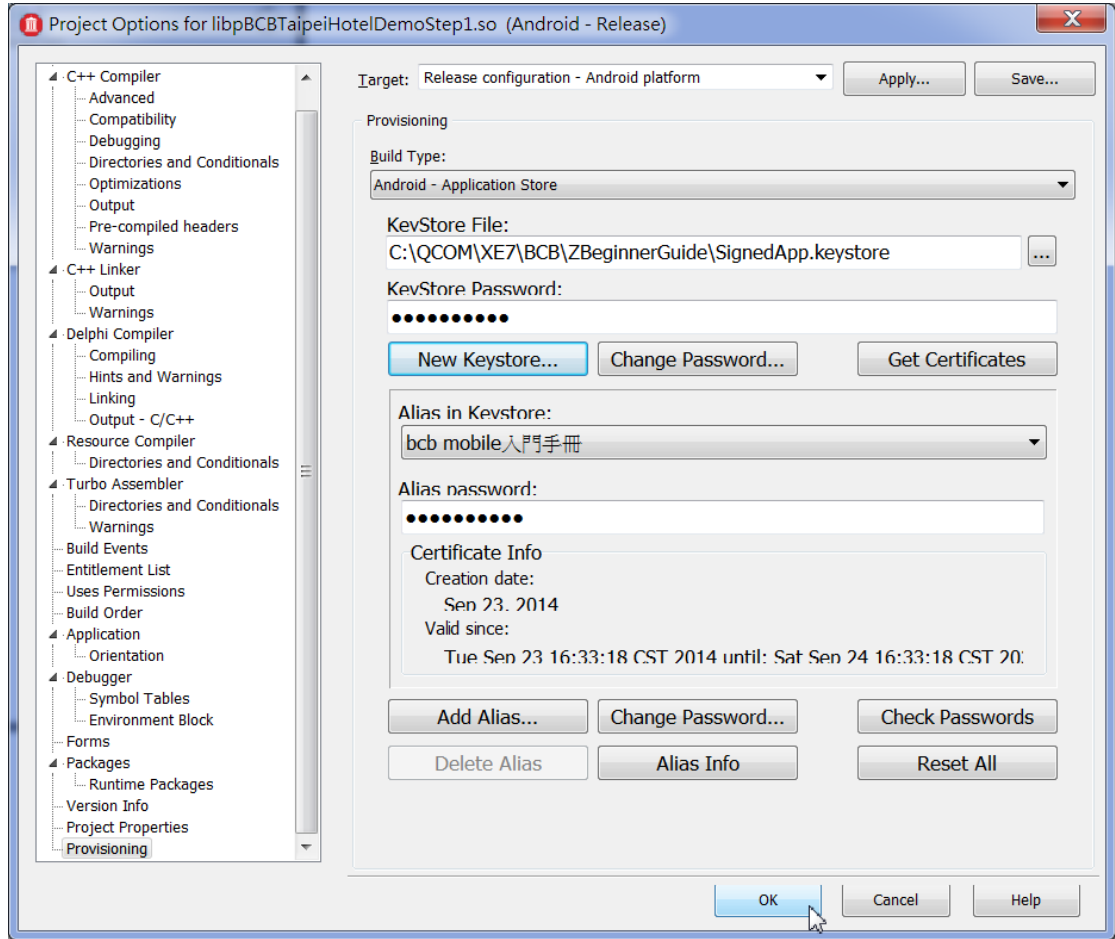 Project Options for libpBCBTaipeiHotelDemoStep1.so (Android - Release)
C++ Compiler
Advanced
Compatibility
Debugging
Directories and Conditionals
Optimizations
Output
Pre-compiled headers
Warnings
C++ Linker
Output
Warnings
Delphi Compiler
Compiling
Hints and Warnings
Linking
Output - C/C++
Resource Compiler
Directories and Conditionals
Turbo Assembler
Directories and Conditionals
Warnings
Build Events
Entitlement List
Uses Permissions
Build Order
Application
Orientation
Debugger
Symbol Tables
Environment Block
Forms
Packages
Runtime Packages
Version Info
Project Properties
Provisioning
Target: Release configuration - Android platform Apply... Save...
Provisioning
Build Type:
Android - Application Store
KeyStore File:
C:\QCOM\XE7\BCB\ZBeginnerGuide\SignedApp.keystore ...
KeyStore Password:
●●●●●●●●●●
New Keystore... Change Password... Get Certificates
Alias in Keystore:
bcb mobile入門手冊
Alias password:
●●●●●●●●●●
Certificate Info
Creation date:
Sep 23, 2014
Valid since:
Tue Sep 23 16:33:18 CST 2014 until: Sat Sep 24 16:33:18 CST
Add Alias... Change Password... Check Passwords
Delete Alias Alias Info Reset All
OK Cancel Help